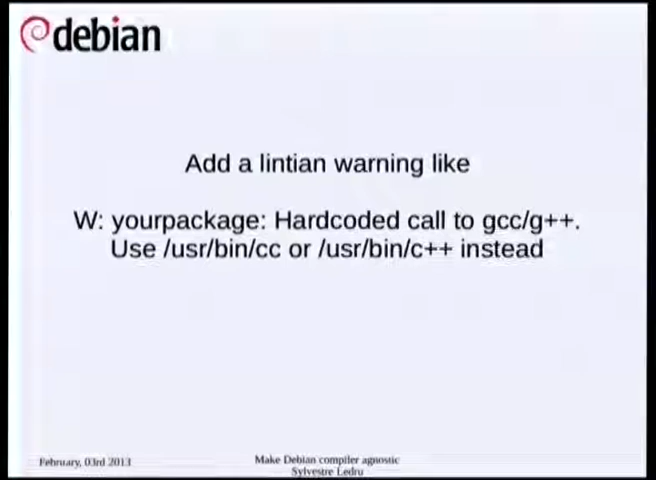 debian
Add a lintian warning like
W: yourpackage: Hardcoded call to gcc/g++.
Use /usr/bin/cc or /usr/bin/c++ instead
February, 03rd 2013
Make Debian compiler agnostic
Sylvestre Ledru